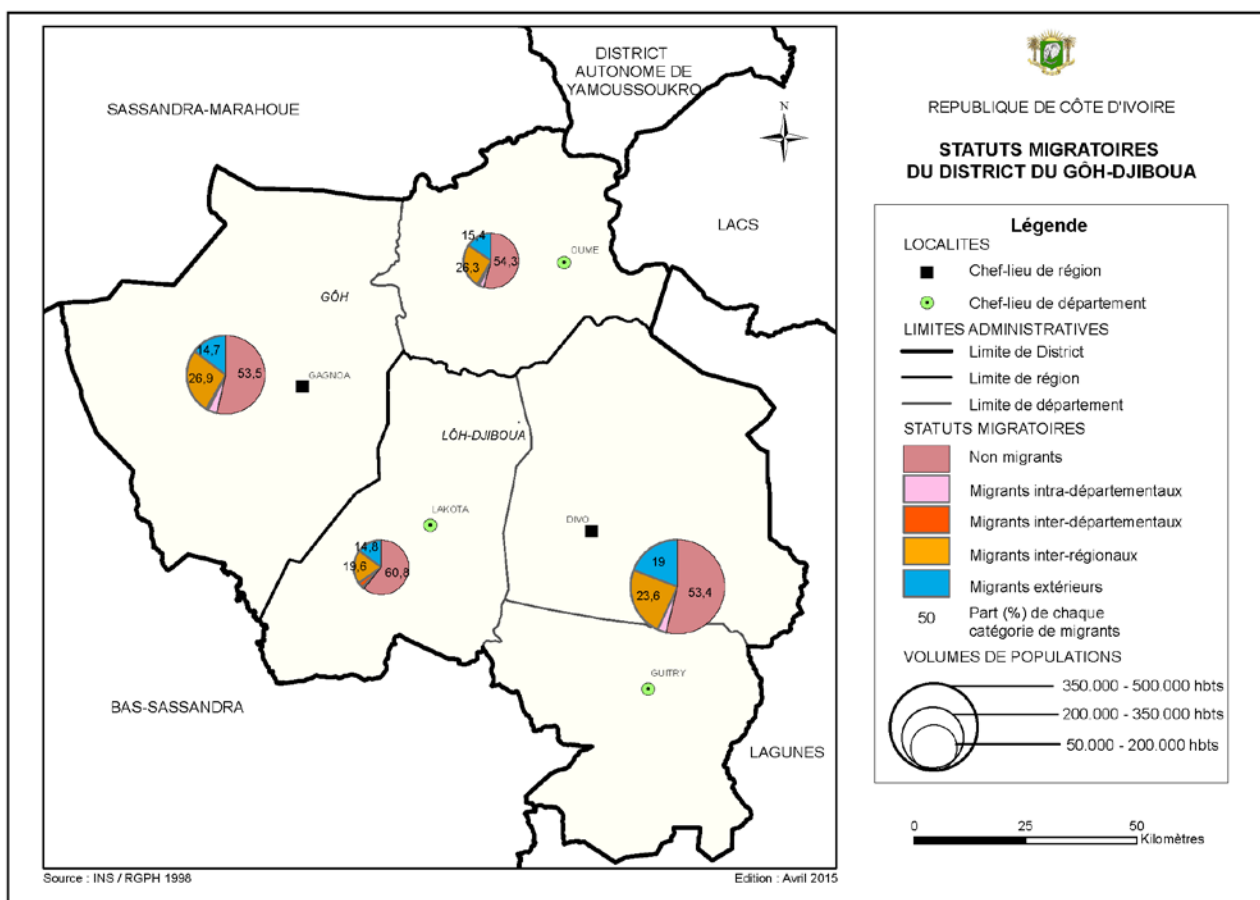 DISTRICT
AUTONOME DE
YAMOUSSOUKRO
SASSANDRA-MARAHOUE
N
LACS
15,4
54,3
26,3
OUME
GÔH
14,7
53,5
26,9
GAGNOA
LÔH-DJIBOUA
LAKOTA
DIVO
14,8
19,6
60,8
19
53,4
23,6
GUITRY
BAS-SASSANDRA
LAGUNES
Source : INS / RGPH 1998
Edition : Avril 2015
REPUBLIQUE DE CÔTE D'IVOIRE
STATUTS MIGRATOIRES
DU DISTRICT DU GÔH-DJIBOUA
Légende
LOCALITES
Chef-lieu de région
Chef-lieu de département
LIMITES ADMINISTRATIVES
Limite de District
Limite de région
Limite de département
STATUTS MIGRATOIRES
Non migrants
Migrants intra-départementaux
Migrants inter-départementaux
Migrants inter-régionaux
Migrants extérieurs
50 Part (%) de chaque
catégorie de migrants
VOLUMES DE POPULATIONS
350.000 - 500.000 hbts
200.000 - 350.000 hbts
50.000 - 200.000 hbts
0 25 50
Kilomètres